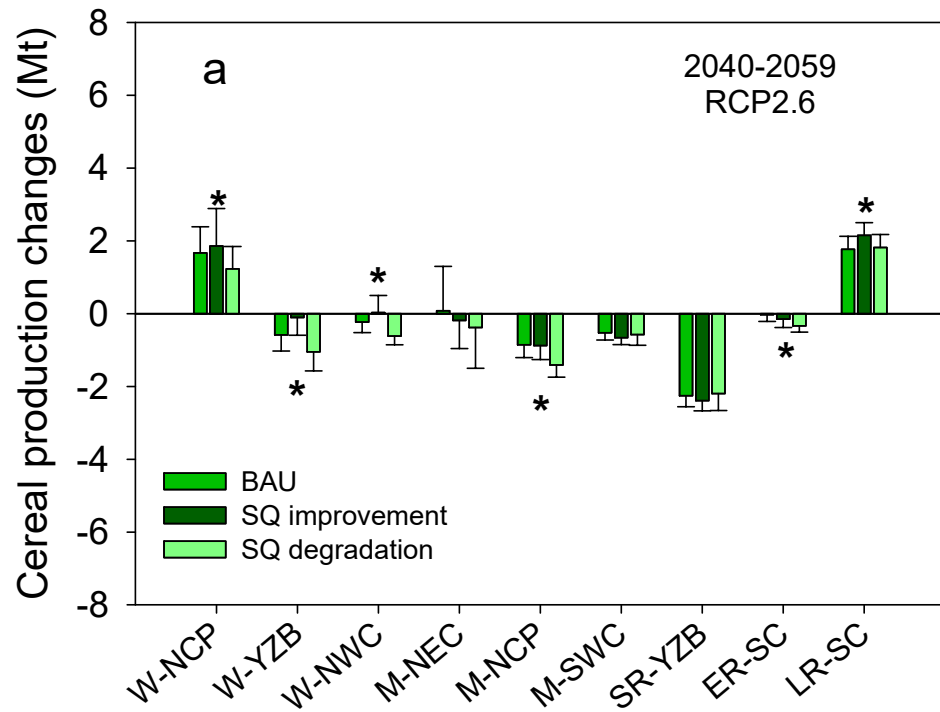 a
2040-2059
RCP2.6
Cereal production changes (Mt)
8
6
4
2
0
-2
-4
-6
-8
*
*
*
*
*
*
BAU
SQ improvement
SQ degradation
W-NCP
W-YZB
W-NWC
M-NEC
M-NCP
M-SWC
SR-YZB
ER-SC
LR-SC